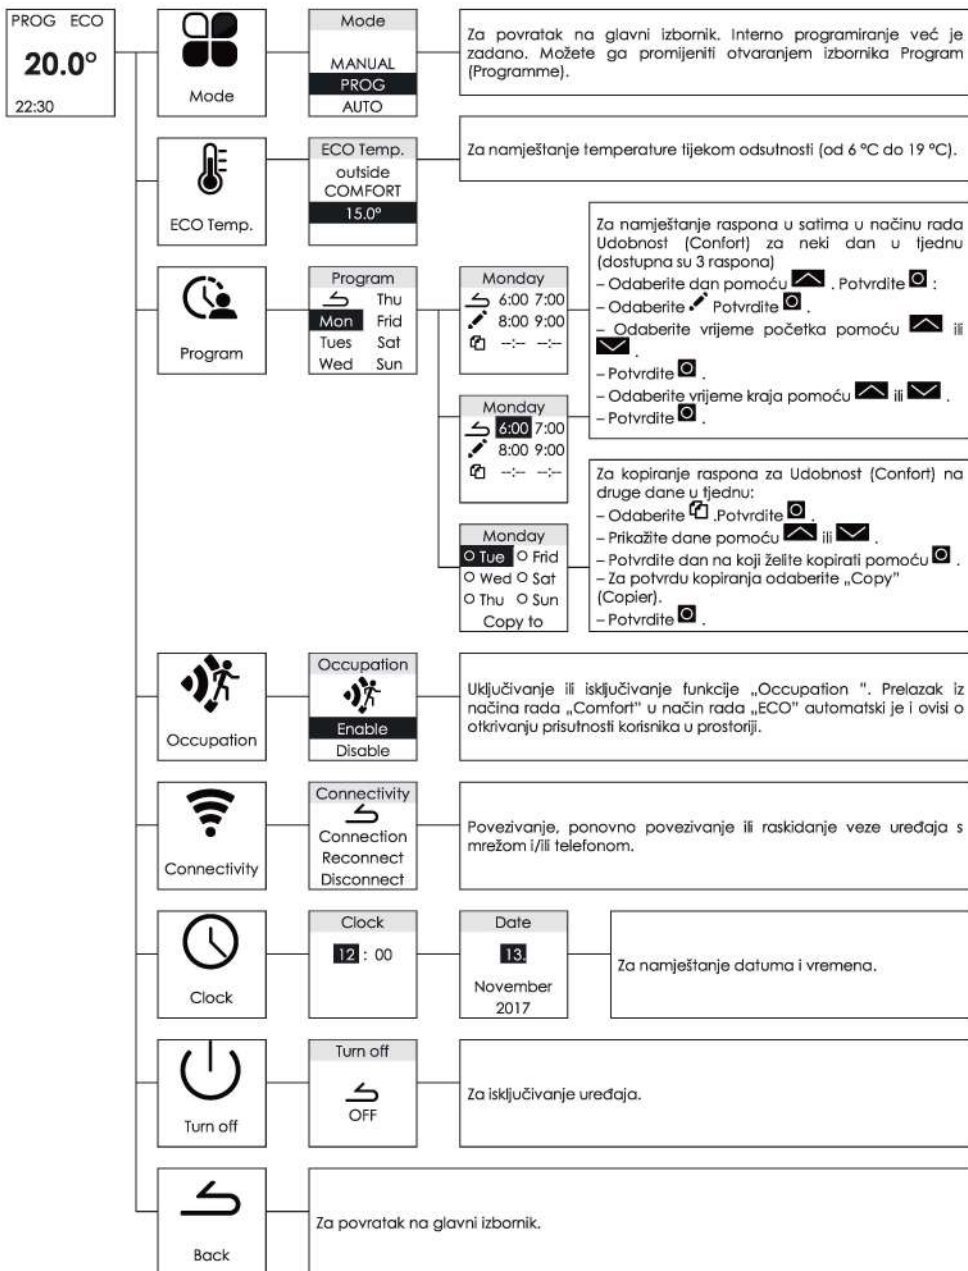 PROG ECO
20.0°
22:30
Mode
Mode
MANUAL
PROG
AUTO
Za povratak na glavni izbornik. Interno programiranje već je
zadano. Možete ga promijeniti otvaranjem izbornika Program
(Programme).
ECO Temp.
ECO Temp.
outside
COMFORT
15.0°
Za namještanje temperature tijekom odsutnosti (od 6 °C do 19 °C).
Program
Program
Thu
Mon Frid
Tues Sat
Wed Sun
Monday
6:00 7:00
8:00 9:00
--:-- --:--
Za namještanje raspona u satima u načinu rada
Udobnost (Confort) za neki dan u tjednu
(dostupna su 3 raspona)
– Odaberite dan pomoću . Potvrdite :
– Odaberite Potvrdite .
– Odaberite vrijeme početka pomoću ili
.
– Potvrdite .
– Odaberite vrijeme kraja pomoću ili .
– Potvrdite .
Monday
6:00 7:00
8:00 9:00
--:-- --:--
Monday
Tue Frid
Wed Sat
Thu Sun
Copy to
Za kopiranje raspona za Udobnost (Confort) na
druge dane u tjednu:
– Odaberite .Potvrdite .
– Prikažite dane pomoću ili .
– Potvrdite dan na koji želite kopirati pomoću .
– Za potvrdu kopiranja odaberite „Copy”
(Copier).
– Potvrdite .
Occupation
Occupation
Enable
Disable
Uključivanje ili isključivanje funkcije „Occupation ”. Prelazak iz
načina rada „Comfort” u način rada „ECO” automatski je i ovisi o
otkrivanju prisutnosti korisnika u prostoriji.
Connectivity
Connectivity
Connection
Reconnect
Disconnect
Povezivanje, ponovno povezivanje ili raskidanje veze uređaja s
mrežom i/ili telefonom.
Clock
Clock
12 : 00
Date
13.
November
2017
Za namještanje datuma i vremena.
Turn off
Turn off
OFF
Za isključivanje uređaja.
Back
Za povratak na glavni izbornik.